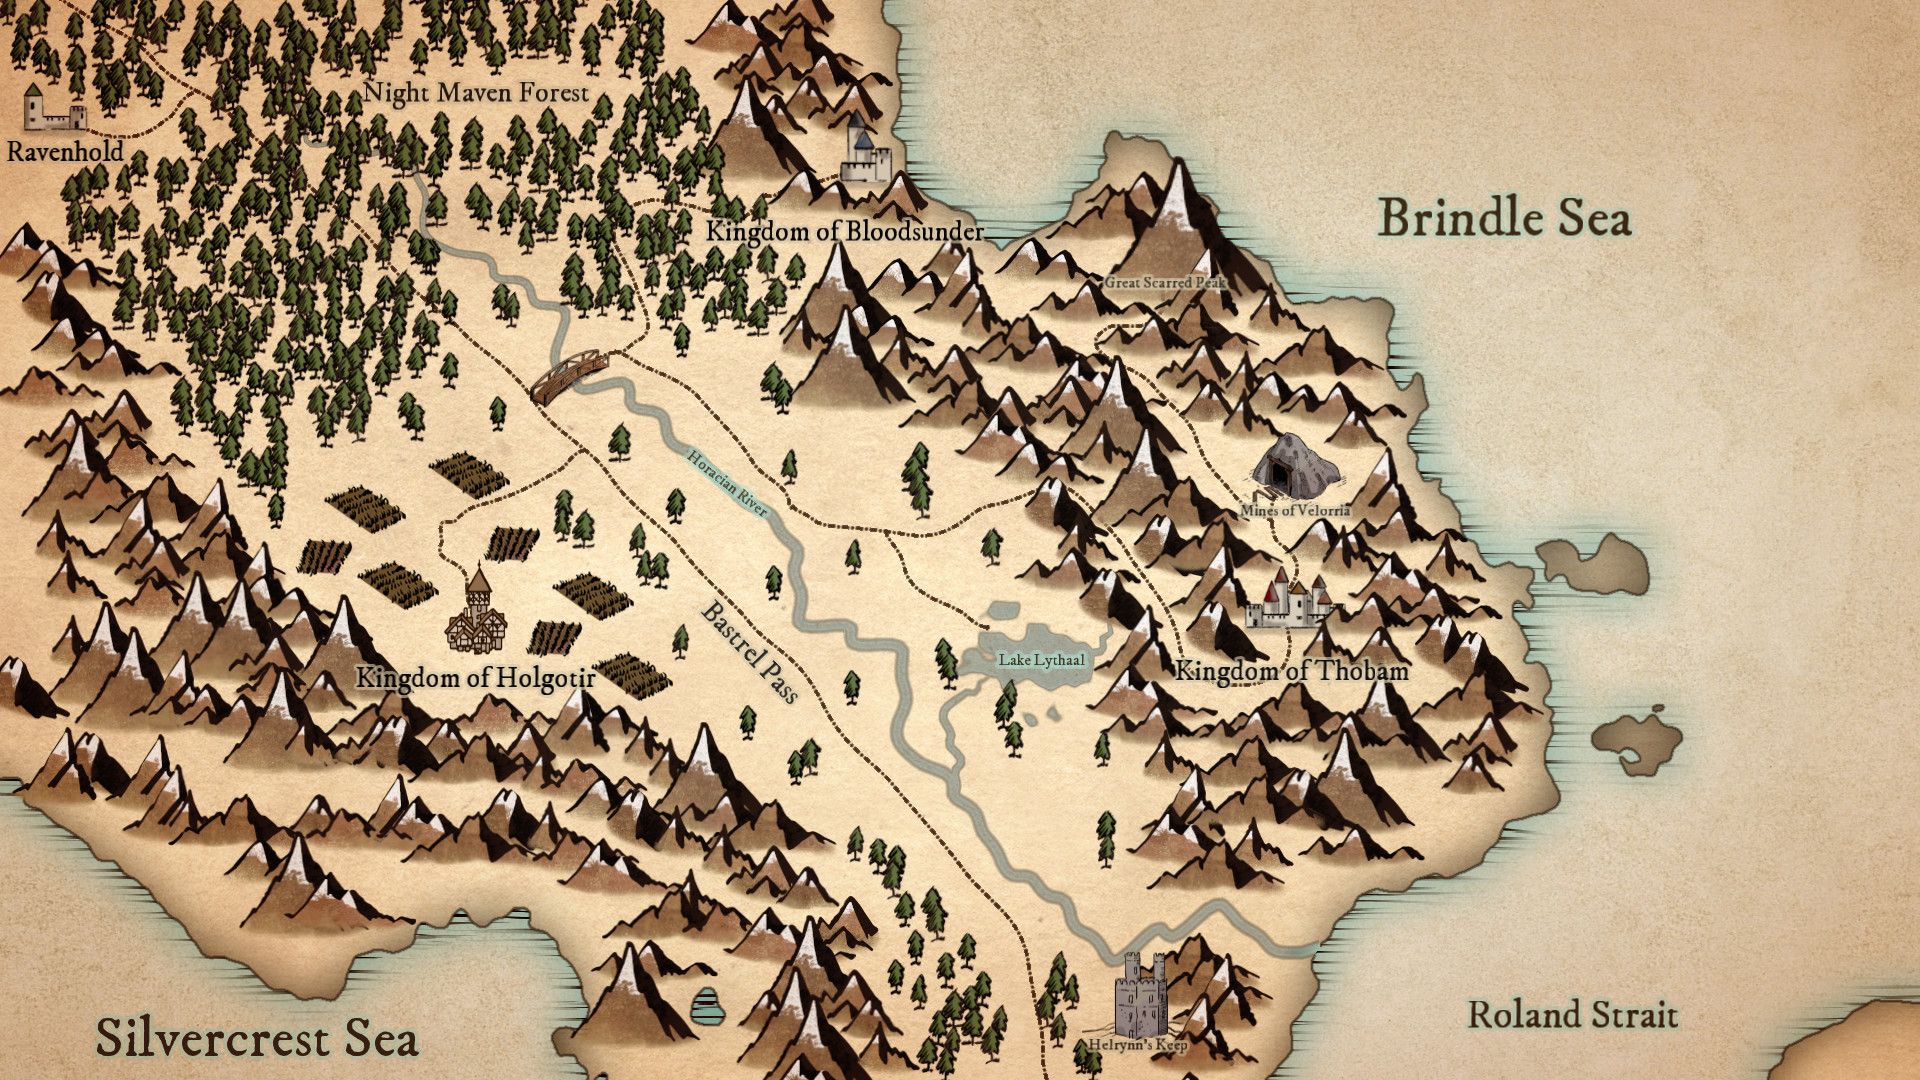 Night Maven Forest
Ravenhold
Kingdom of Bloodsunder
Brindle Sea
Great Scarred Peak
Horacian River
Mines of Velorria
Bastrel Pass
Lake Lythaal
Kingdom of Holgotir
Kingdom of Thobam
Silvercrest Sea
Roland Strait
Helrynn's Keep